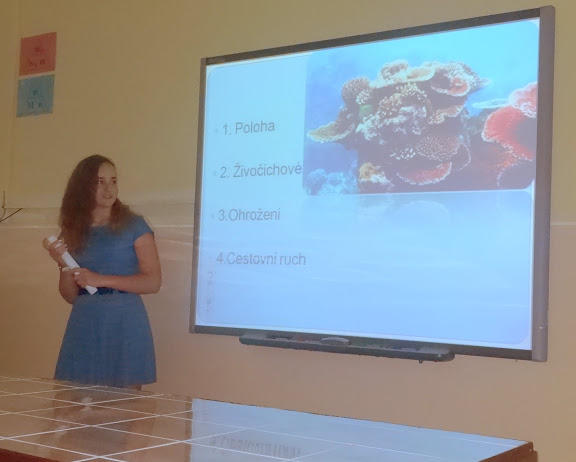 1. Poloha
2. Živočichové
3.Ohrožení
4.Cestovní ruch